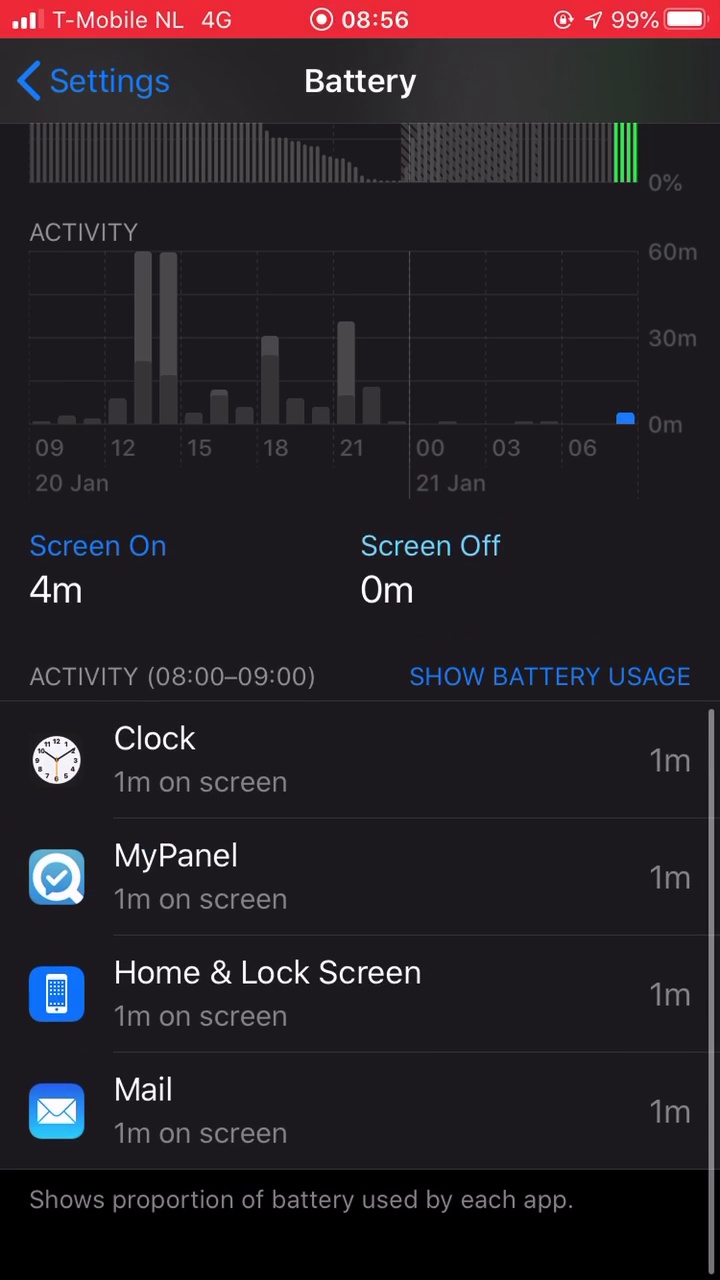 T-Mobile NL 4G 08:56 99%
Settings Battery
0%
ACTIVITY
60m
30m
0m
09 12 15 18 21 00 03 06
20 Jan 21 Jan
Screen On Screen Off
4m 0m
ACTIVITY (08:00–09:00) SHOW BATTERY USAGE
Clock
1m on screen 1m
MyPanel
1m on screen 1m
Home & Lock Screen
1m on screen 1m
Mail
1m on screen 1m
Shows proportion of battery used by each app.